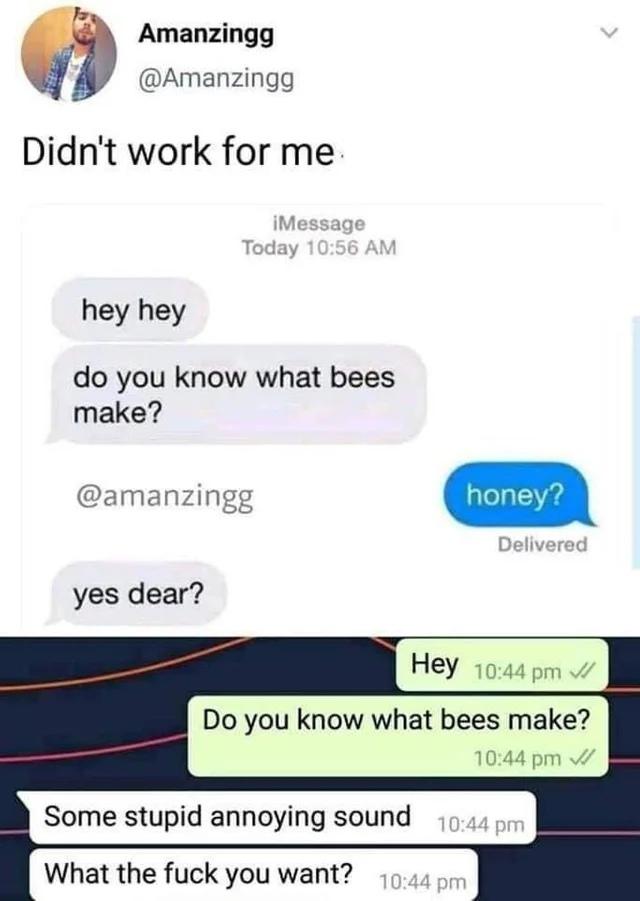 Amanzingg
@Amanzingg
Didn't work for me
iMessage
Today 10:56 AM
hey hey
do you know what bees
make?
@amanzingg
honey?
Delivered
yes dear?
Hey 10:44 pm
Do you know what bees make?
10:44 pm
Some stupid annoying sound 10:44 pm
What the fuck you want? 10:44 pm